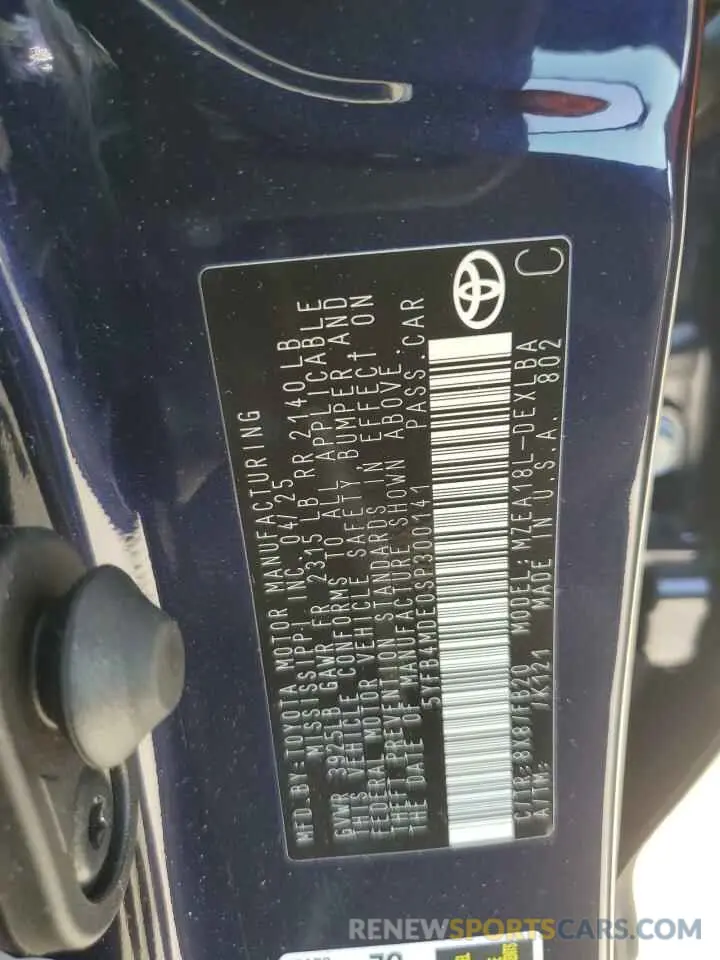 MFD.BY:TOYOTA MOTOR MANUFACTURING
MISSISSIPPI INC. 04/25
GVWR 3925LB GAWR FR 2315 LB RR 2140 LB
THIS VEHICLE CONFORMS TO ALL APPLICABLE
FEDERAL MOTOR VEHICLE SAFETY, BUMPER, AND
THEFT PREVENTION STANDARDS IN EFFECT ON
THE DATE OF MANUFACTURE SHOWN ABOVE.
5YFB4MDE0SP300141 PASS.CAR
C/TR:8X8/FB20 MODEL:MZEA18L-DEXLBA
A/TM: /K121 MADE IN U.S.A. 802
C
RENEWSPORTSCARS.COM